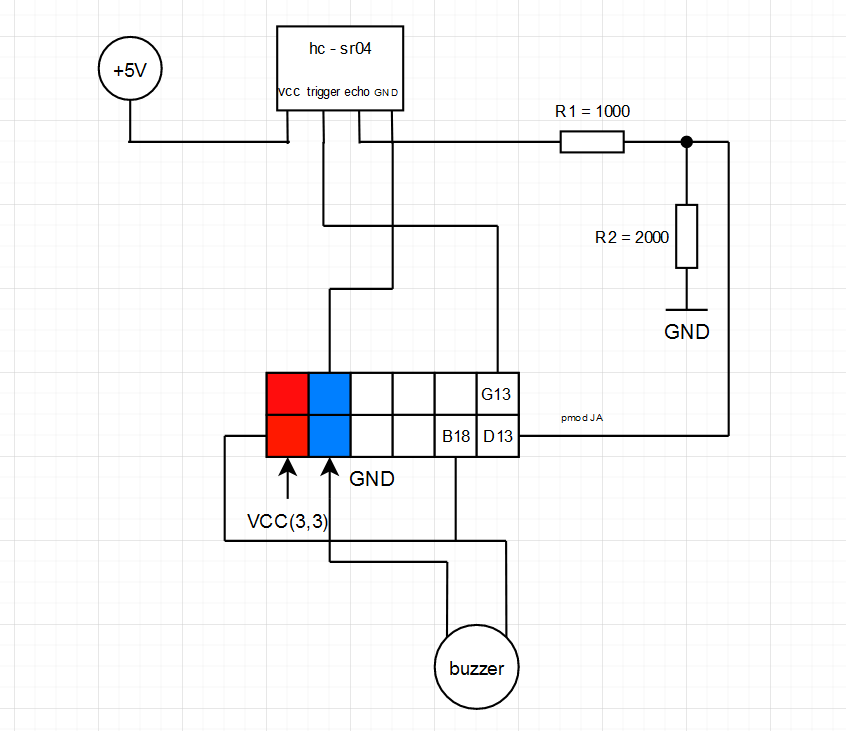 hc - sr04
+5V
VCC trigger echo GND
R1 = 1000
R2 = 2000
GND
G13
pmod JA
B18 D13
GND
VCC(3,3)
buzzer